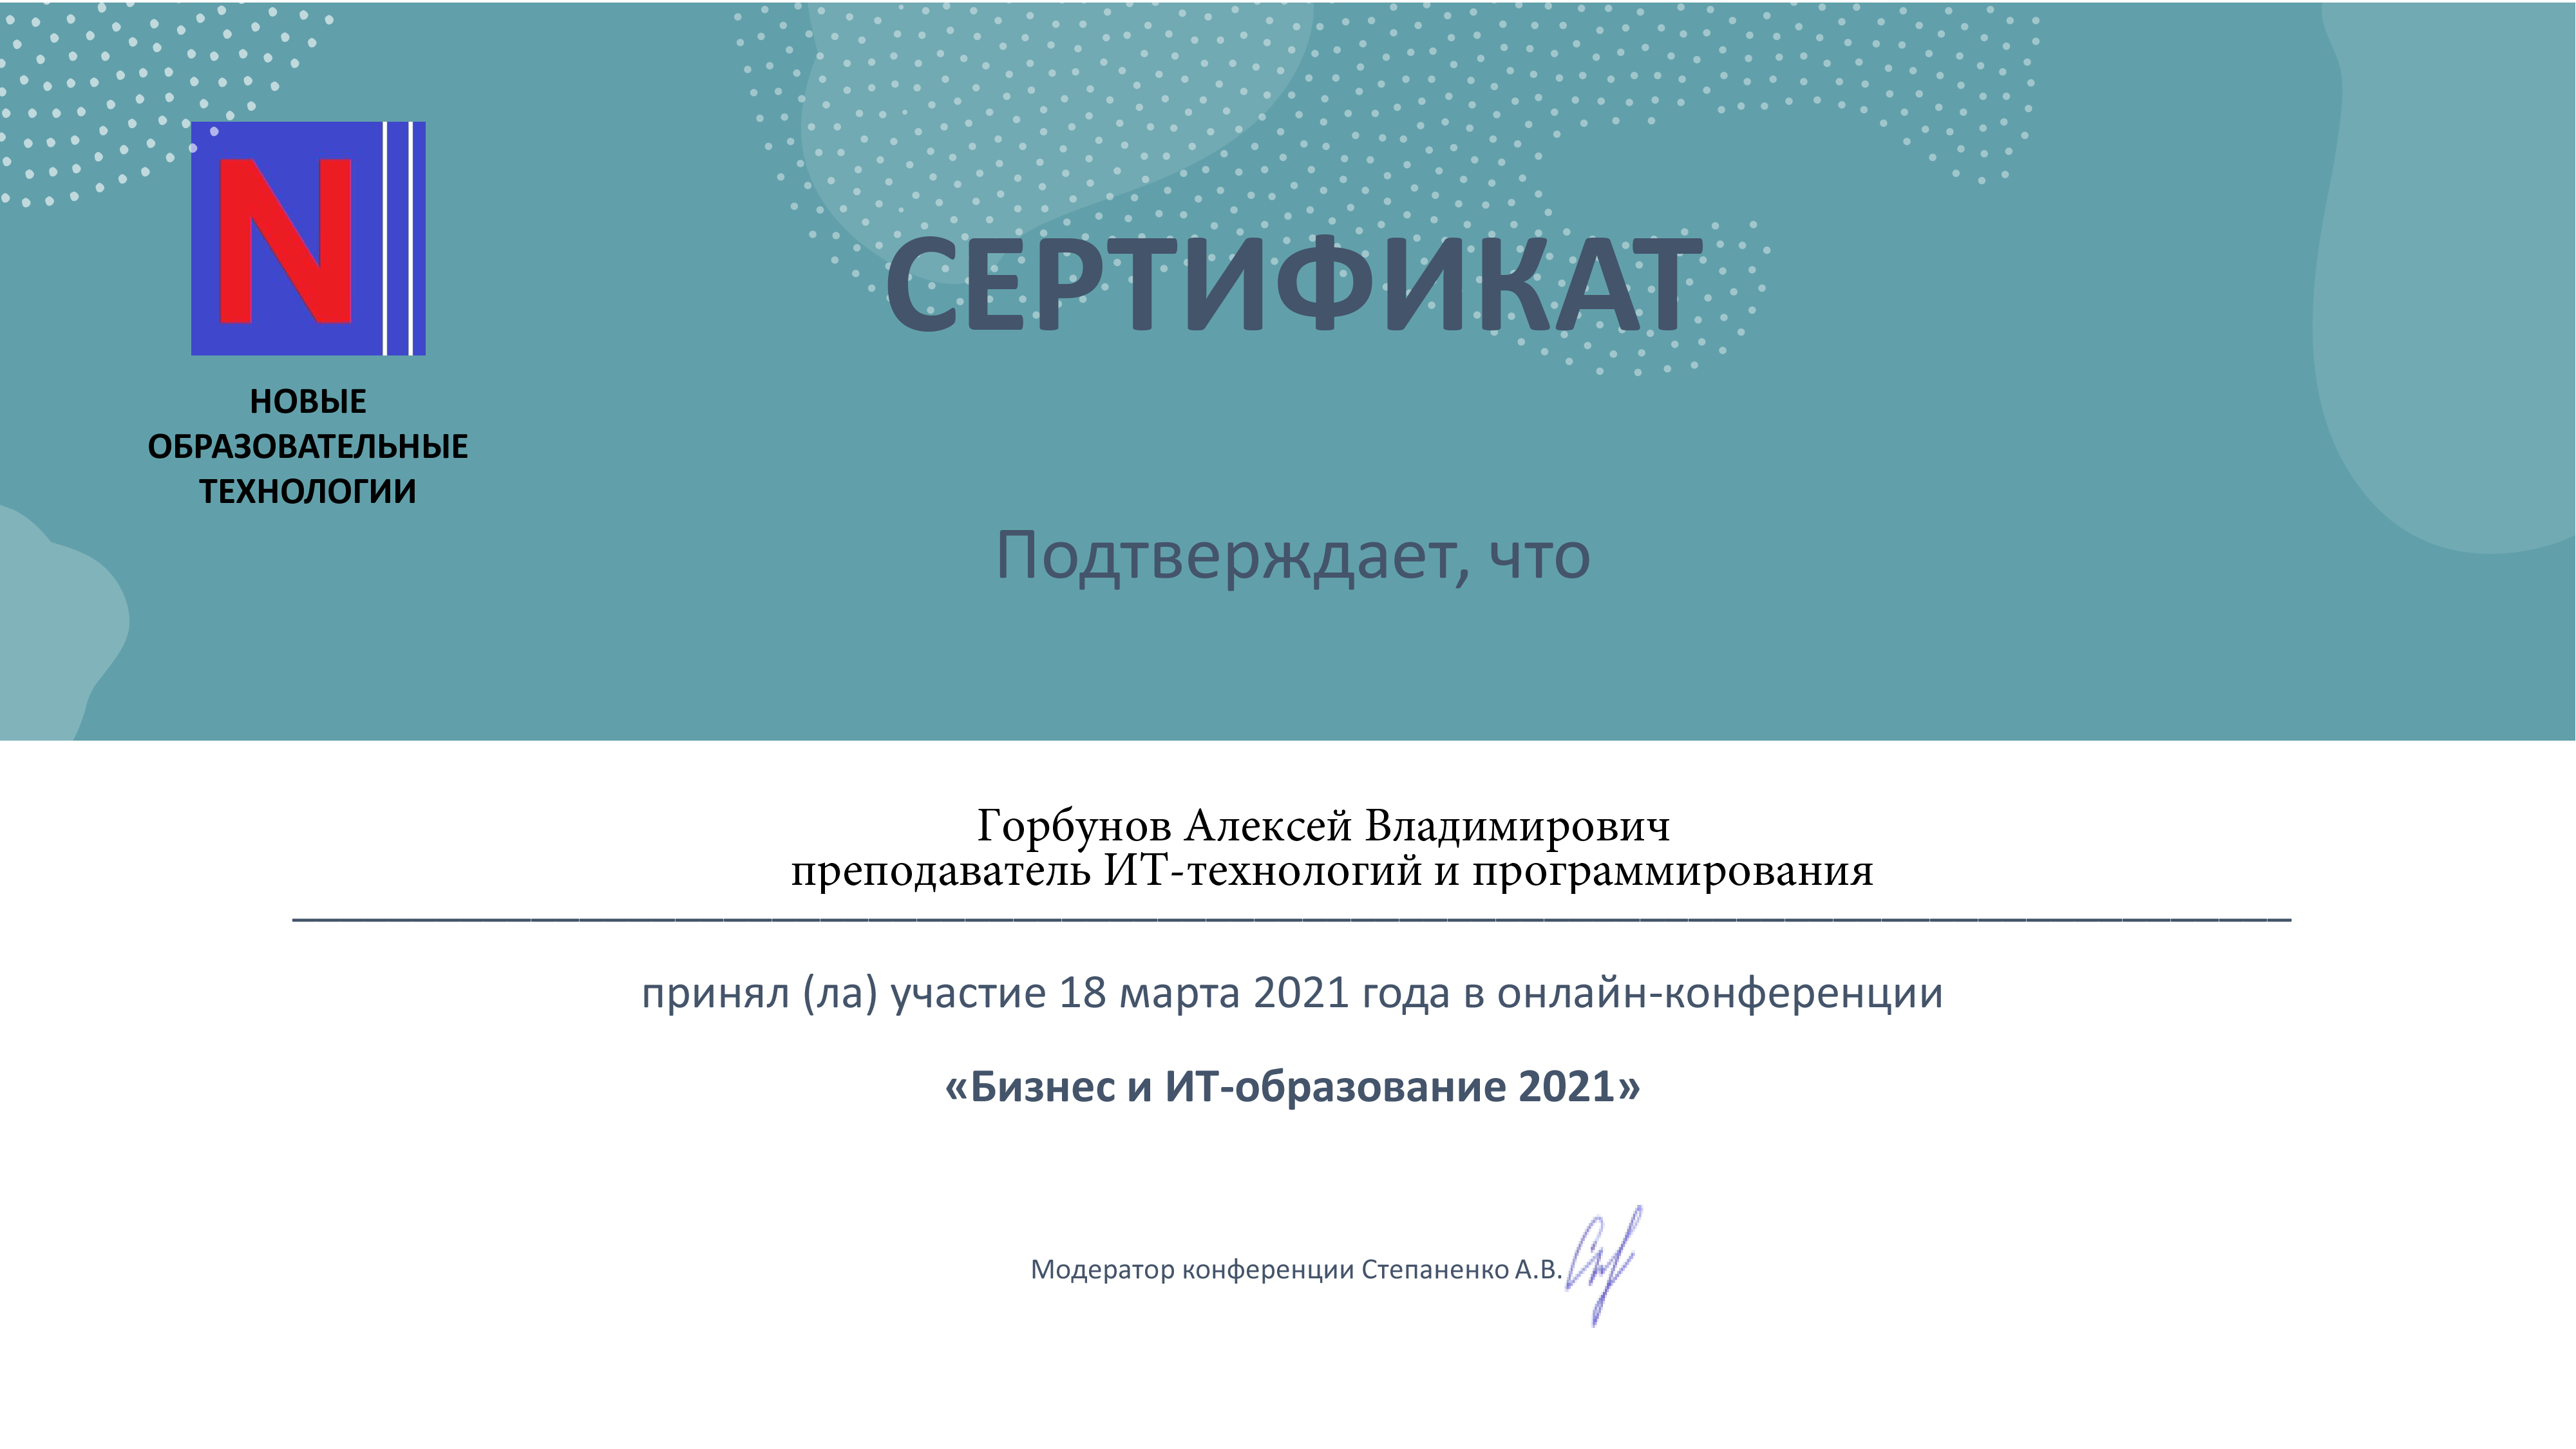 N
НОВЫЕ
ОБРАЗОВАТЕЛЬНЫЕ
ТЕХНОЛОГИИ
СЕРТИФИКАТ
Подтверждает, что
Горбунов Алексей Владимирович
преподаватель ИТ-технологий и программирования
принял (ла) участие 18 марта 2021 года в онлайн-конференции
«Бизнес и ИТ-образование 2021»
Модератор конференции Степаненко А.В.